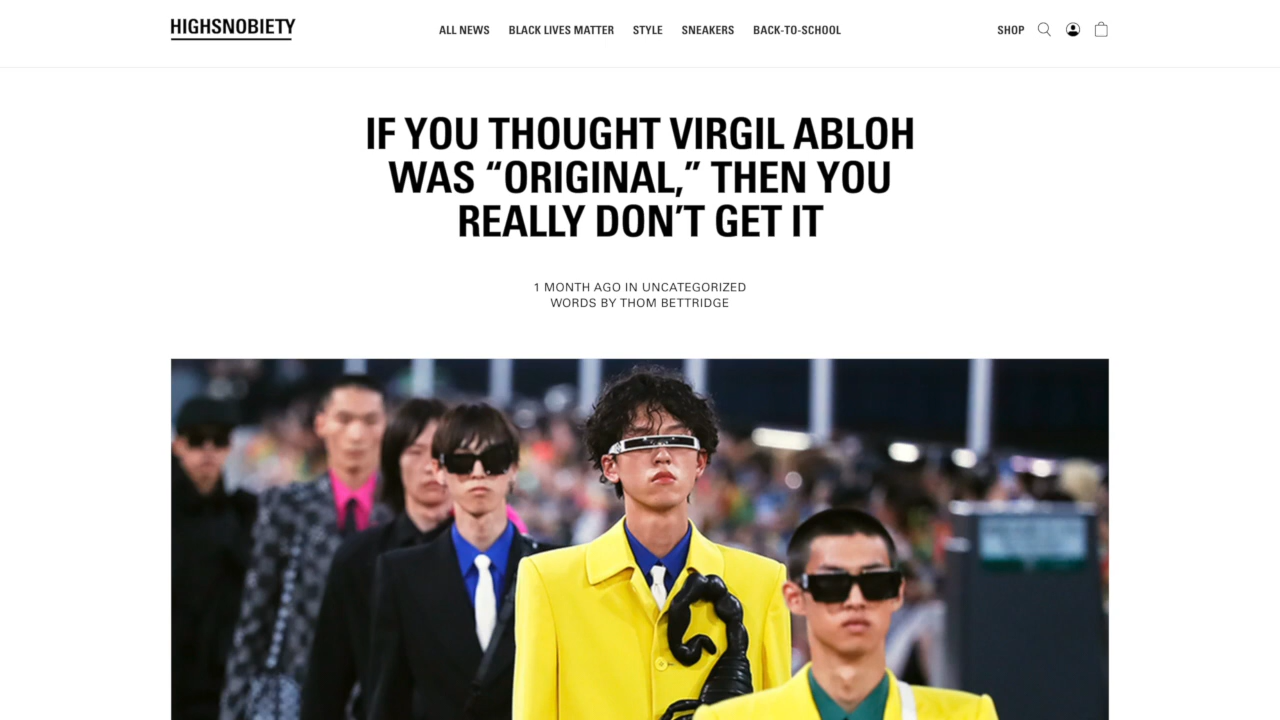 HIGHSNOBIETY
ALL NEWS BLACK LIVES MATTER STYLE SNEAKERS BACK-TO-SCHOOL SHOP
IF YOU THOUGHT VIRGIL ABLOH
WAS “ORIGINAL,” THEN YOU
REALLY DON’T GET IT
1 MONTH AGO IN UNCATEGORIZED
WORDS BY THOM BETTRIDGE